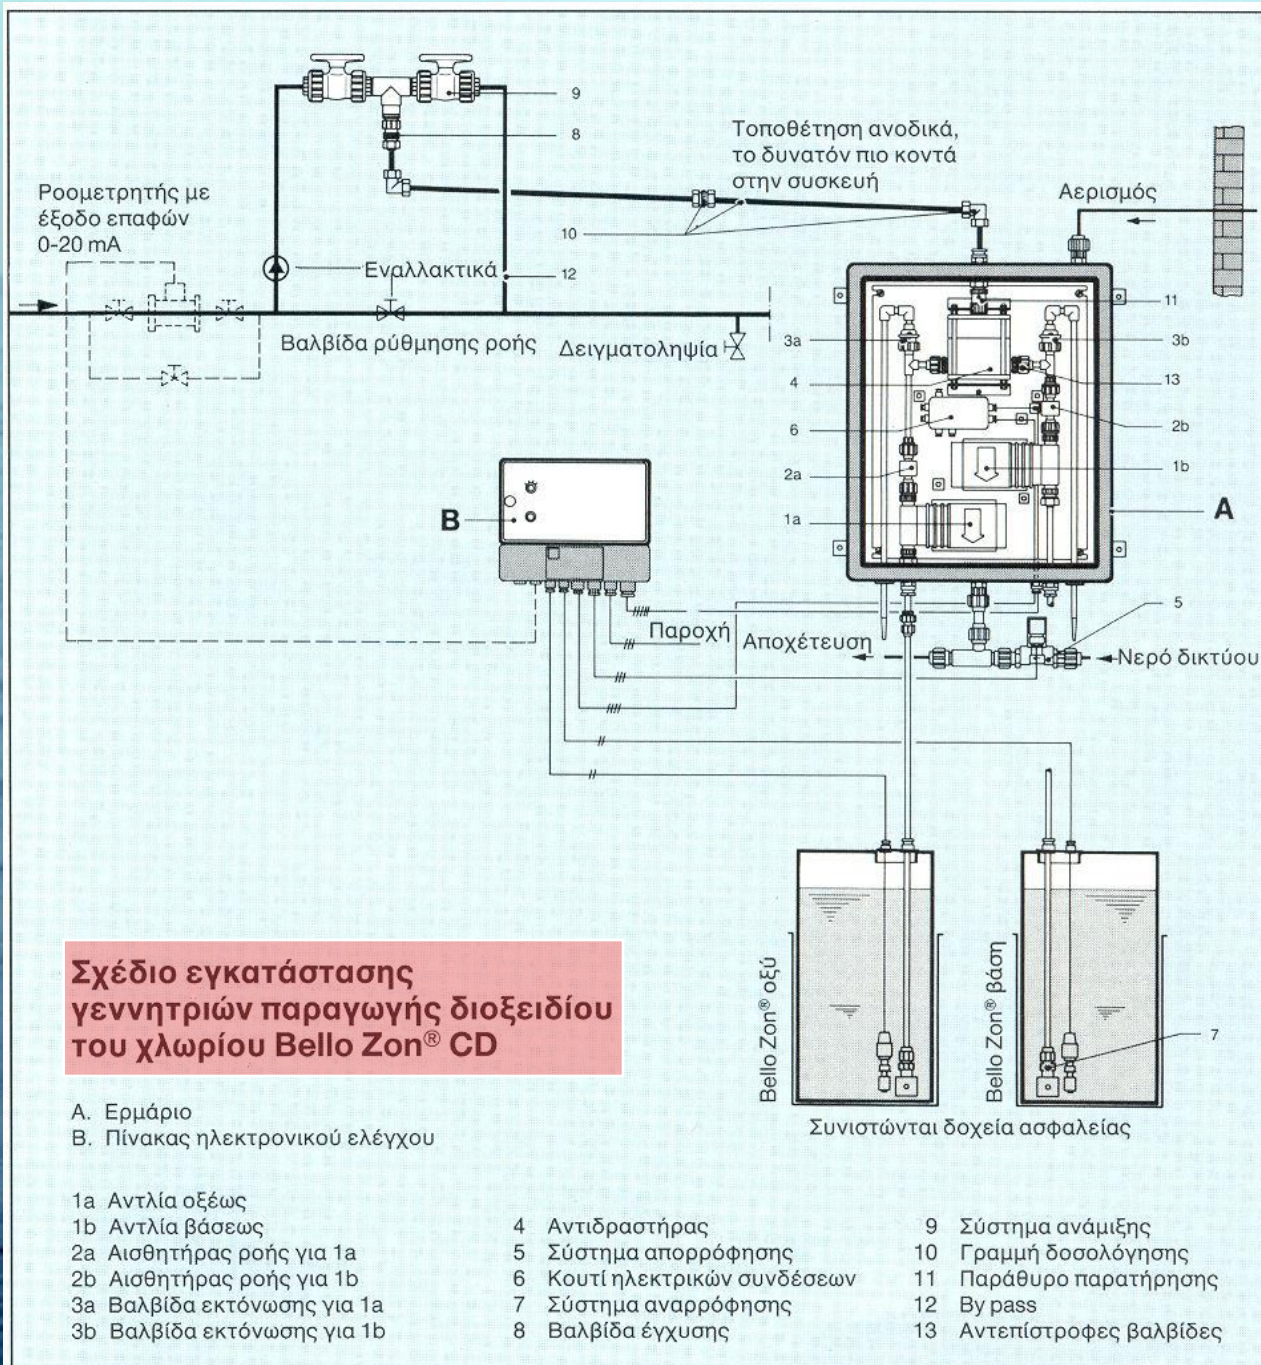 9
8
Τοποθέτηση ανοδικά,
το δυνατόν πιο κοντά
στην συσκευή
Αερισμός
Ροομετρητής με
έξοδο επαφών
0-20 mA
10
Εναλλακτικά
12
11
Βαλβίδα ρύθμησης ροής
Δειγματοληψία
3a
3b
4
13
6
2b
2a
1b
B
1a
A
5
Παροχή
Αποχέτευση
Νερό δικτύου
Bello Zon® οξύ
Bello Zon® βάση
7
Συνιστώνται δοχεία ασφαλείας
Σχέδιο εγκατάστασης
γεννητριών παραγωγής διοξειδίου
του χλωρίου Bello Zon® CD
A. Ερμάριο
B. Πίνακας ηλεκτρονικού ελέγχου
1a Αντλία οξέως
1b Αντλία βάσεως
2a Αισθητήρας ροής για 1a
2b Αισθητήρας ροής για 1b
3a Βαλβίδα εκτόνωσης για 1a
3b Βαλβίδα εκτόνωσης για 1b
4 Αντιδραστήρας
5 Σύστημα απορρόφησης
6 Κουτί ηλεκτρικών συνδέσεων
7 Σύστημα αναρρόφησης
8 Βαλβίδα έγχυσης
9 Σύστημα ανάμιξης
10 Γραμμή δοσολόγησης
11 Παράθυρο παρατήρησης
12 By pass
13 Αντεπίστροφες βαλβίδες